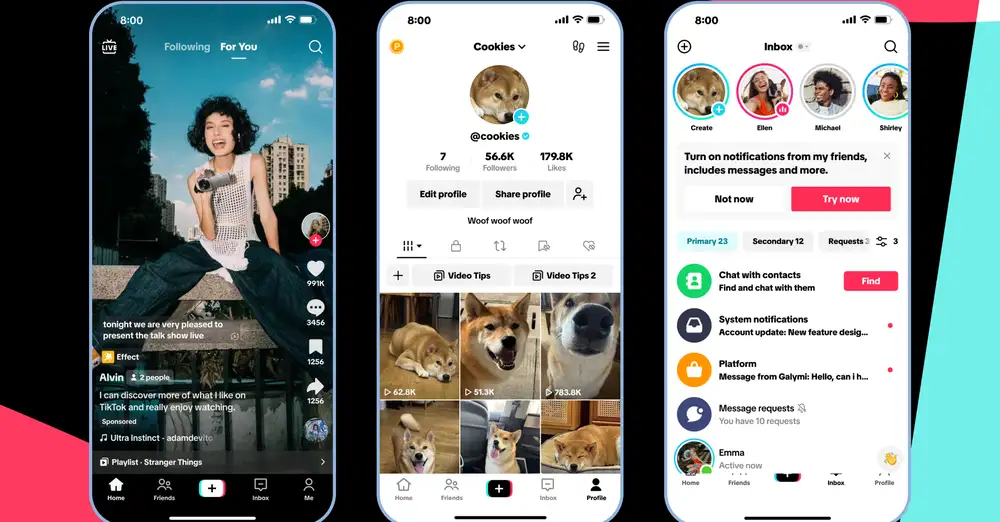 8:00
LIVE
Following For You
991K
3456
1256
1256
tonight we are very pleased to
present the talk show live
Effect
Alvin 2 people
I can discover more of what I like on
TikTok and really enjoy watching.
Sponsored
Ultra Instinct - adamdevito
Playlist · Stranger Things
Home Friends Inbox Me
8:00
P
Cookies
@cookies
7 56.6K 179.8K
Following Followers Likes
Edit profile Share profile
Woof woof woof
Video Tips Video Tips 2
62.8K 51.3K 783.8K
Home Friends Inbox Profile
8:00
Inbox
Create Ellen Michael Shirley
Turn on notifications from my friends,
includes messages and more.
Not now Try now
Primary 23 Secondary 12 Requests 3
Chat with contacts
Find and chat with them
Find
System notifications
Account update: New feature desig...
Platform
Message from Galymi: Hello, can i h...
Message requests
You have 10 requests
Emma
Active now
Home Friends Inbox Profile